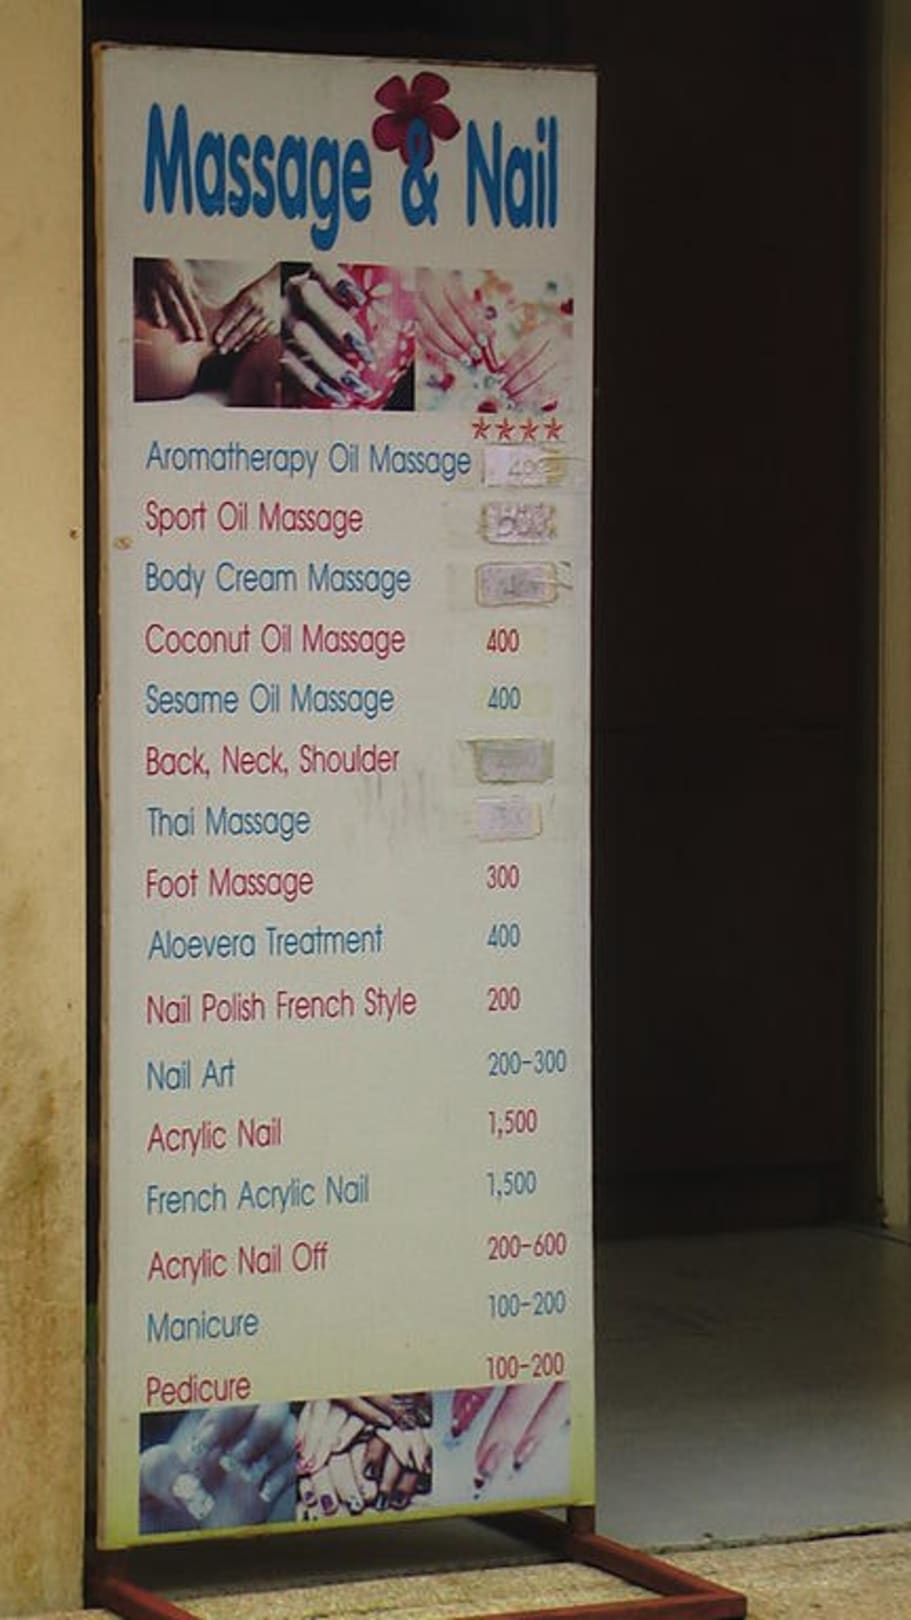 Massage & Nail
Aromatherapy Oil Massage 400
Sport Oil Massage
Body Cream Massage
Coconut Oil Massage 400
Sesame Oil Massage 400
Back, Neck, Shoulder
Thai Massage
Foot Massage 300
Aloevera Treatment 400
Nail Polish French Style 200
Nail Art 200-300
Acrylic Nail 1,500
French Acrylic Nail 1,500
Acrylic Nail Off 200-600
Manicure 100-200
Pedicure 100-200